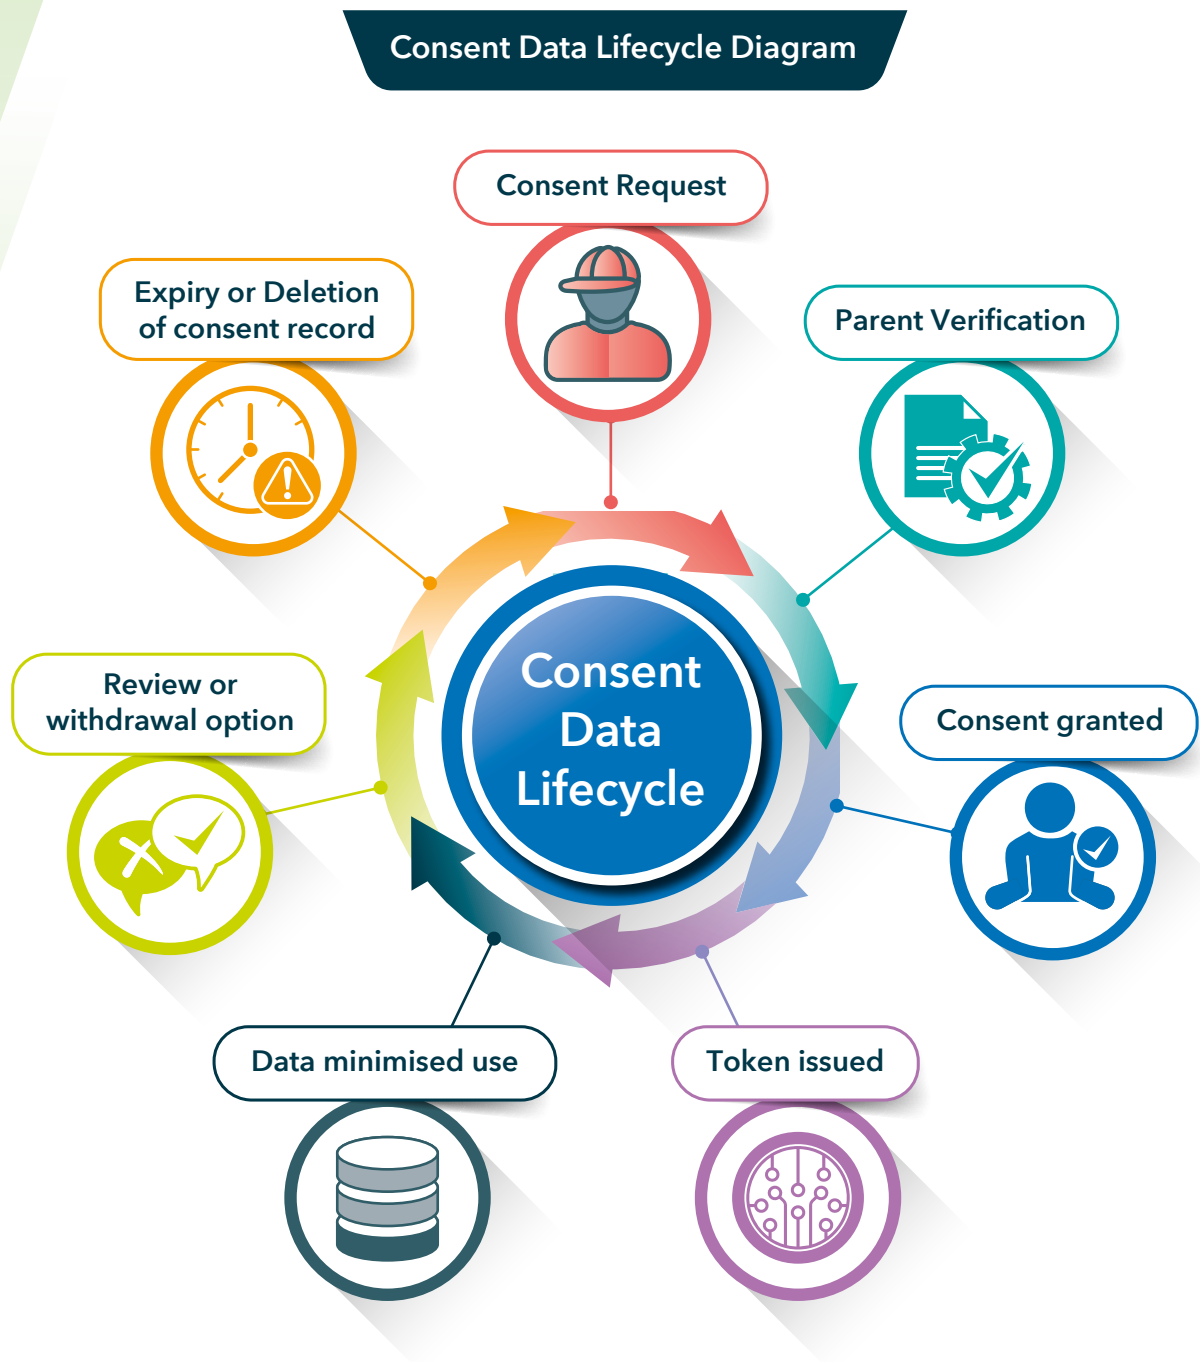 Consent Data Lifecycle Diagram
Consent Request
Expiry or Deletion
of consent record
Parent Verification
Consent
Data
Lifecycle
Review or
withdrawal option
Consent granted
Data minimised use
Token issued